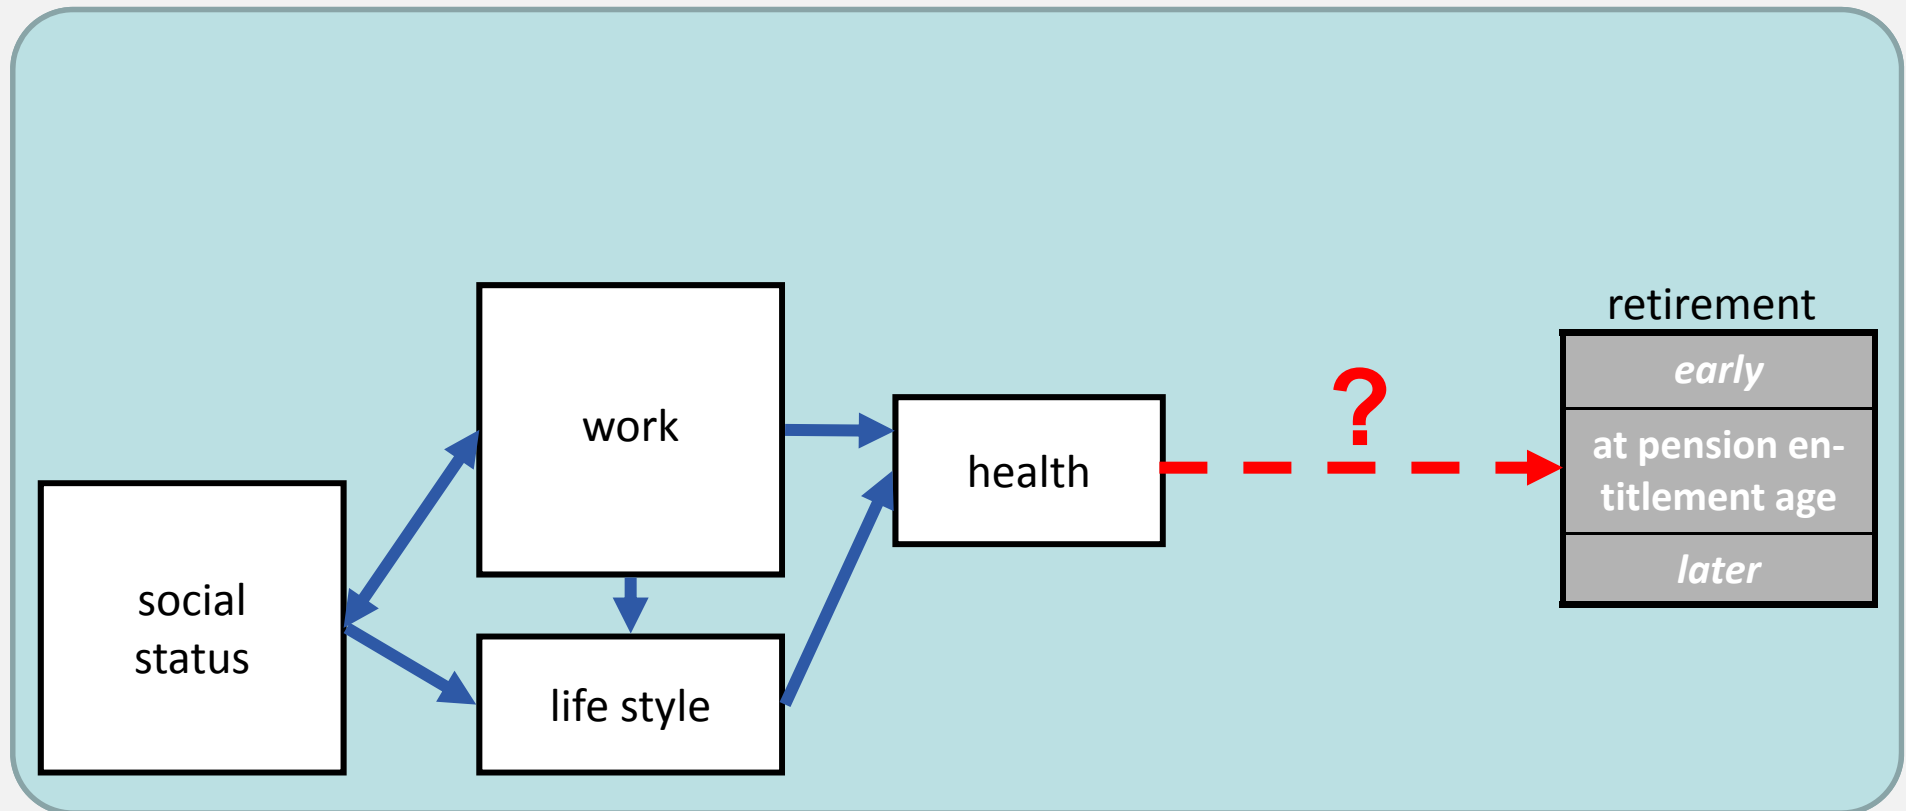 social
status
work
life style
health
?
retirement
early
at pension en-
titlement age
later